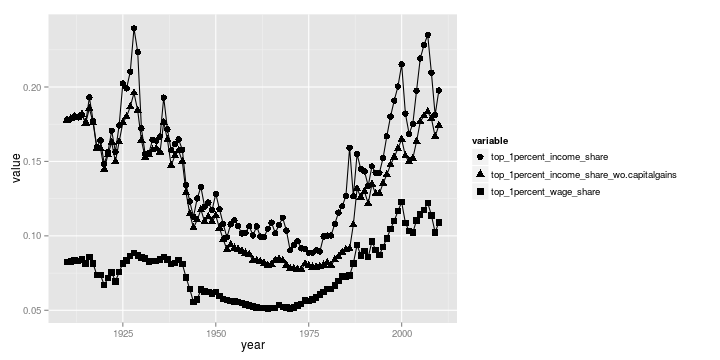 0.20
0.15
0.10
0.05
value
1925
1950
1975
2000
year
variable
top_1percent_income_share
top_1percent_income_share_wo.capitalgains
top_1percent_wage_share